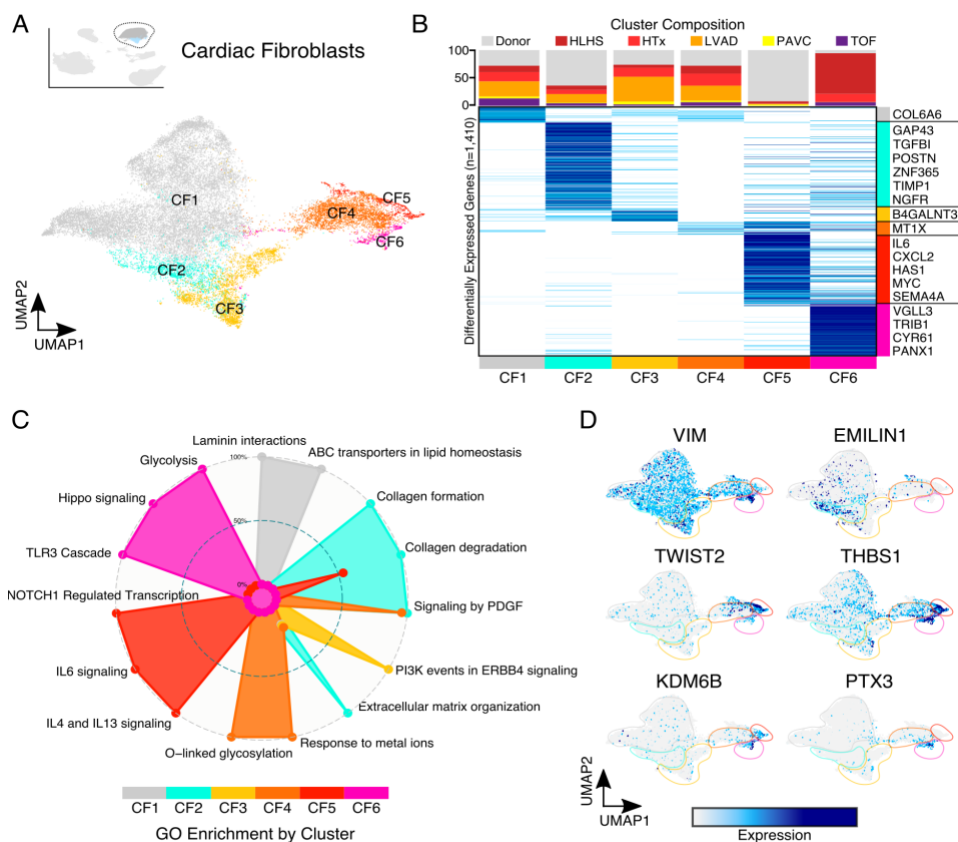 A
Cardiac Fibroblasts
CF1
CF2
CF3
CF4
CF5
CF6
UMAP2
UMAP1
B
Cluster Composition
Donor HLHS HTx LVAD PAVC TOF
100
50
0
Differentially Expressed Genes (n=1,410)
COL6A6
GAP43
TGFBI
POSTN
ZNF365
TIMP1
NGFR
B4GALNT3
MT1X
IL6
CXCL2
HAS1
MYC
SEMA4A
VGLL3
TRIB1
CYR61
PANX1
CF1 CF2 CF3 CF4 CF5 CF6
C
Laminin interactions
ABC transporters in lipid homeostasis
Glycolysis
Collagen formation
Hippo signaling
Collagen degradation
TLR3 Cascade
NOTCH1 Regulated Transcription
Signaling by PDGF
IL6 signaling
PI3K events in ERBB4 signaling
IL4 and IL13 signaling
Extracellular matrix organization
O-linked glycosylation
Response to metal ions
100%
50%
0%
CF1 CF2 CF3 CF4 CF5 CF6
GO Enrichment by Cluster
D
VIM EMILIN1
TWIST2 THBS1
KDM6B PTX3
UMAP2
UMAP1
Expression